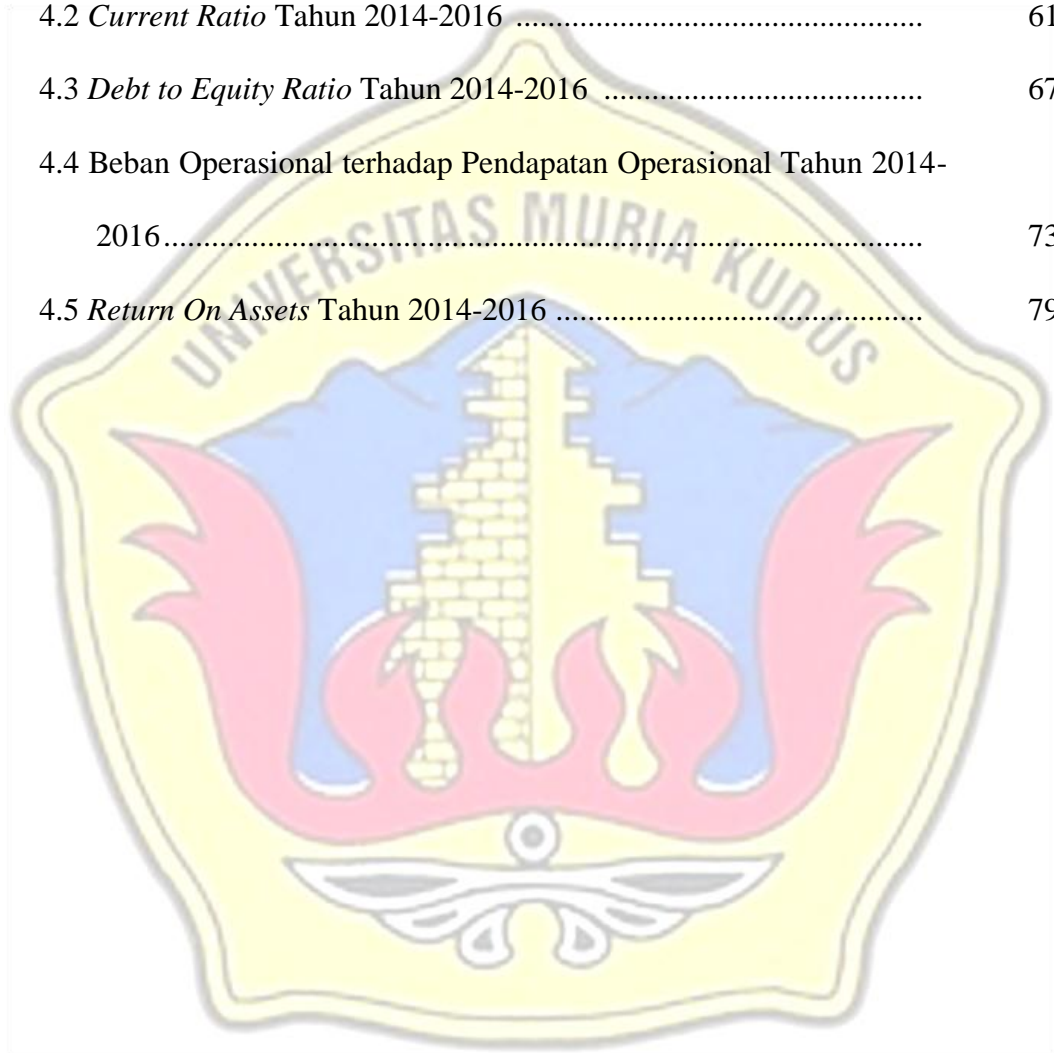 4.2 Current Ratio Tahun 2014-2016 .......................................... 61
4.3 Debt to Equity Ratio Tahun 2014-2016 ................................. 67
4.4 Beban Operasional terhadap Pendapatan Operasional Tahun 2014-
2016............................................................................... 73
4.5 Return On Assets Tahun 2014-2016 ...................................... 79
UNIVERSITAS MURIA KUDUS